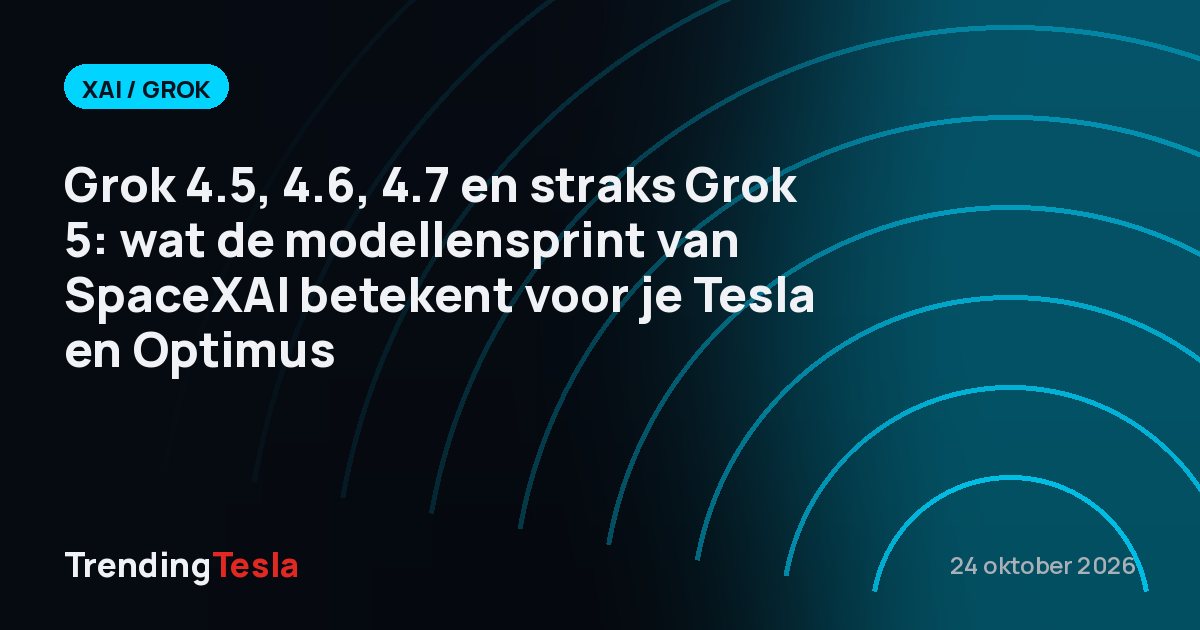 XAI / GROK
Grok 4.5, 4.6, 4.7 en straks Grok
5: wat de modellensprint van
SpaceXAI betekent voor je Tesla
en Optimus
TrendingTesla
24 oktober 2026